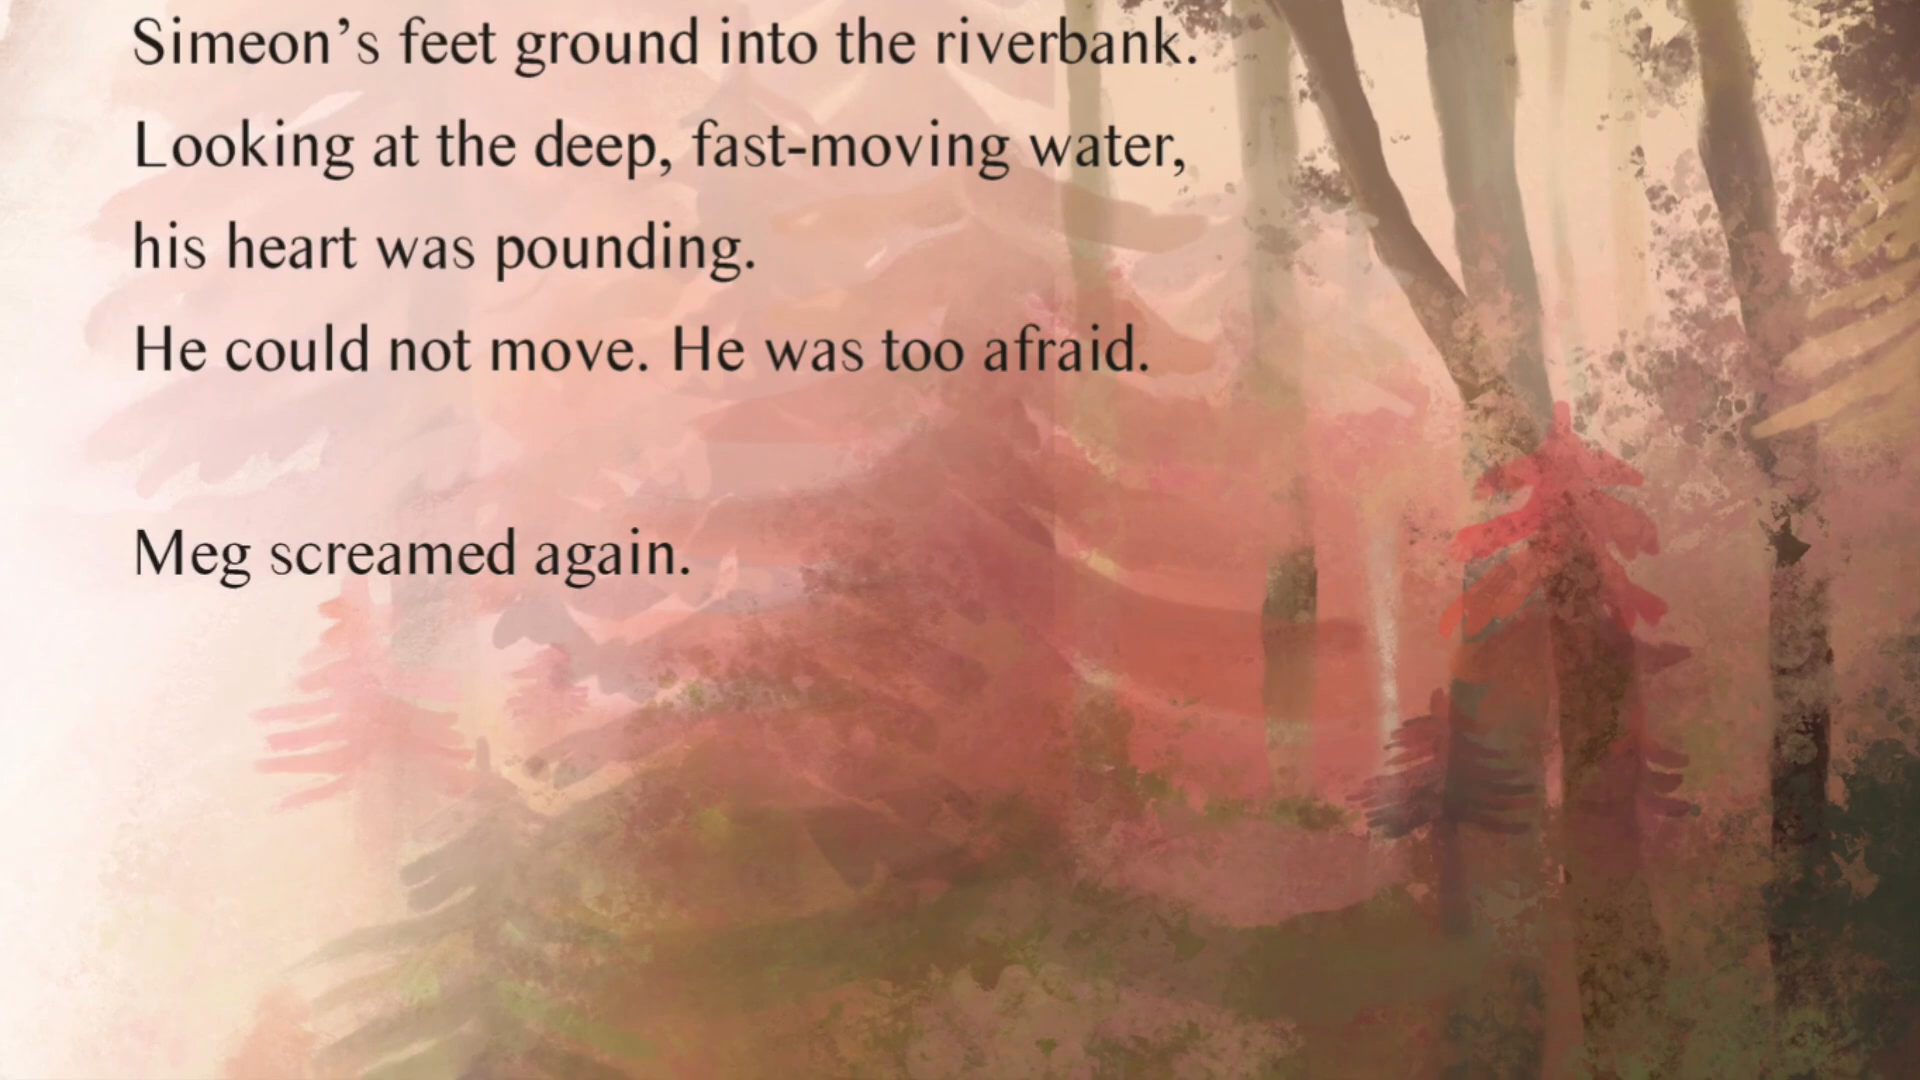 Simeon’s feet ground into the riverbank.
Looking at the deep, fast-moving water,
his heart was pounding.
He could not move. He was too afraid.
Meg screamed again.